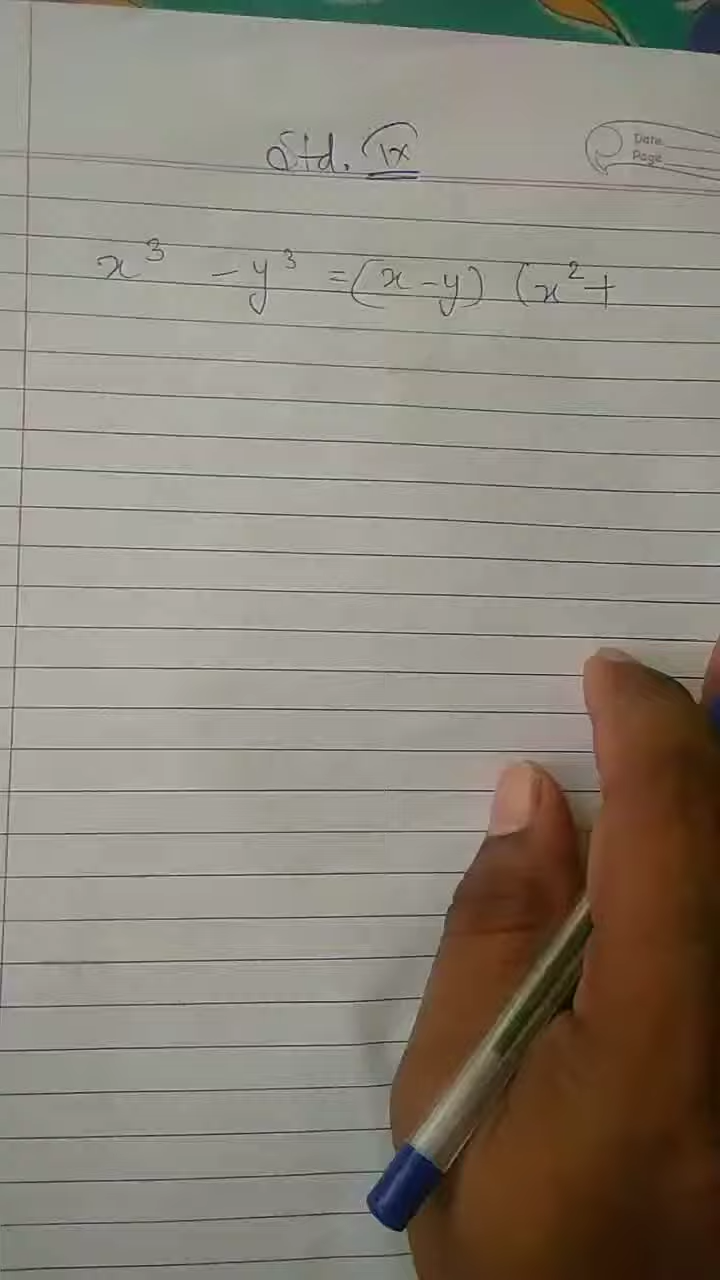 Std. IX
Date
Page
x³ - y³ = (x - y) (x² +